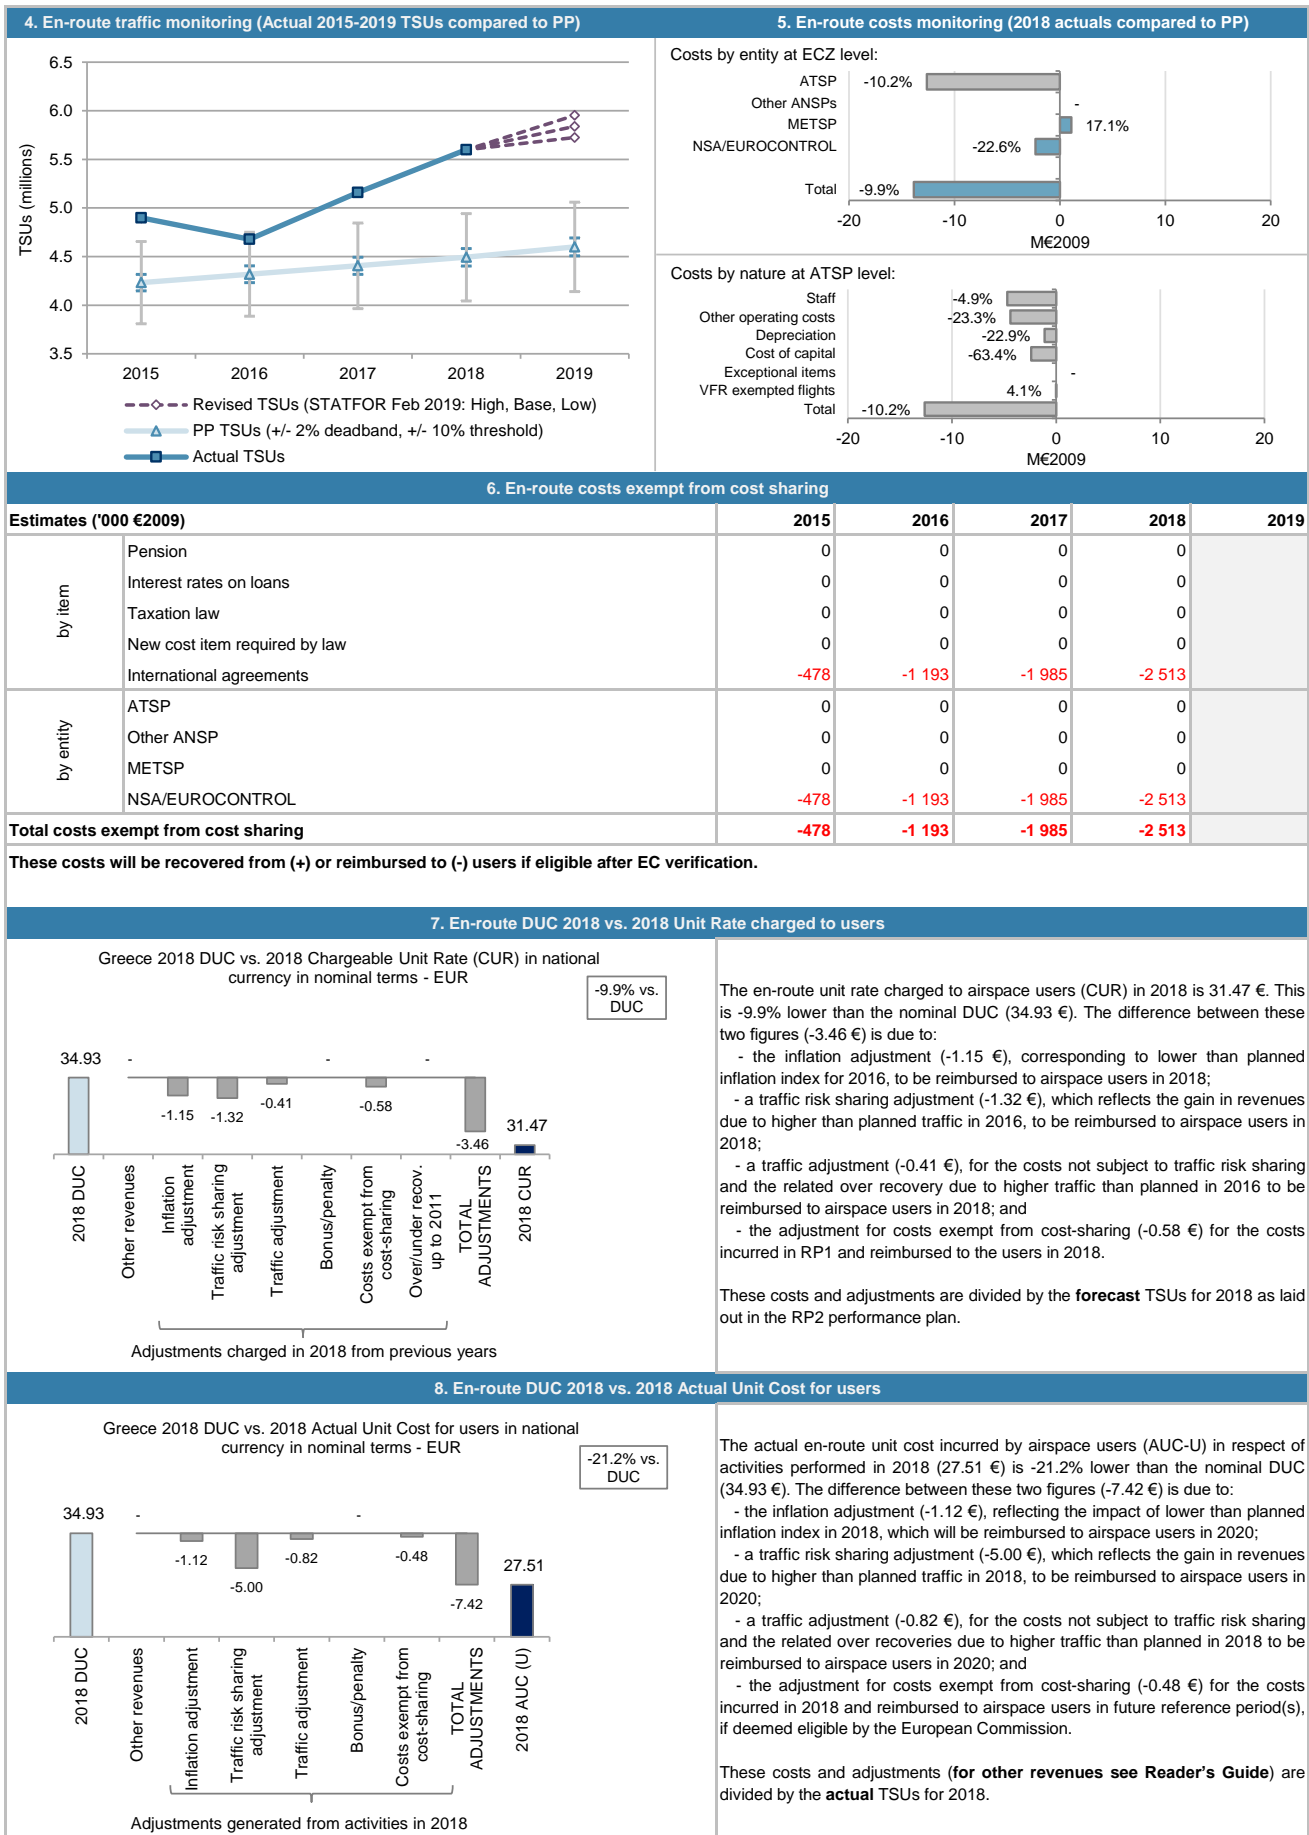 4. En-route traffic monitoring (Actual 2015-2019 TSUs compared to PP)
6.5
6.0
5.5
5.0
4.5
4.0
3.5
TSUs (millions)
2015 2016 2017 2018 2019
Revised TSUs (STATFOR Feb 2019: High, Base, Low)
PP TSUs (+/- 2% deadband, +/- 10% threshold)
Actual TSUs
5. En-route costs monitoring (2018 actuals compared to PP)
Costs by entity at ECZ level:
ATSP -10.2%
Other ANSPs -
METSP 17.1%
NSA/EUROCONTROL -22.6%
Total -9.9%
-20 -10 0 10 20
M€2009
Costs by nature at ATSP level:
Staff -4.9%
Other operating costs -23.3%
Depreciation -22.9%
Cost of capital -63.4%
Exceptional items -
VFR exempted flights 4.1%
Total -10.2%
-20 -10 0 10 20
M€2009
6. En-route costs exempt from cost sharing
Estimates ('000 €2009) 2015 2016 2017 2018 2019
by item
Pension 0 0 0 0
Interest rates on loans 0 0 0 0
Taxation law 0 0 0 0
New cost item required by law 0 0 0 0
International agreements -478 -1 193 -1 985 -2 513
by entity
ATSP 0 0 0 0
Other ANSP 0 0 0 0
METSP 0 0 0 0
NSA/EUROCONTROL -478 -1 193 -1 985 -2 513
Total costs exempt from cost sharing -478 -1 193 -1 985 -2 513
These costs will be recovered from (+) or reimbursed to (-) users if eligible after EC verification.
7. En-route DUC 2018 vs. 2018 Unit Rate charged to users
Greece 2018 DUC vs. 2018 Chargeable Unit Rate (CUR) in national
currency in nominal terms - EUR
-9.9% vs.
DUC
34.93 - - -
-1.15 -1.32 -0.41 -0.58 -3.46 31.47
2018 DUC
Other revenues
Inflation
adjustment
Traffic risk sharing
adjustment
Traffic adjustment
Bonus/penalty
Costs exempt from
cost-sharing
Over/under recov.
up to 2011
TOTAL
ADJUSTMENTS
2018 CUR
Adjustments charged in 2018 from previous years
The en-route unit rate charged to airspace users (CUR) in 2018 is 31.47 €. This
is -9.9% lower than the nominal DUC (34.93 €). The difference between these
two figures (-3.46 €) is due to:
- the inflation adjustment (-1.15 €), corresponding to lower than planned
inflation index for 2016, to be reimbursed to airspace users in 2018;
- a traffic risk sharing adjustment (-1.32 €), which reflects the gain in revenues
due to higher than planned traffic in 2016, to be reimbursed to airspace users in
2018;
- a traffic adjustment (-0.41 €), for the costs not subject to traffic risk sharing
and the related over recovery due to higher traffic than planned in 2016 to be
reimbursed to airspace users in 2018; and
- the adjustment for costs exempt from cost-sharing (-0.58 €) for the costs
incurred in RP1 and reimbursed to the users in 2018.
These costs and adjustments are divided by the forecast TSUs for 2018 as laid
out in the RP2 performance plan.
8. En-route DUC 2018 vs. 2018 Actual Unit Cost for users
Greece 2018 DUC vs. 2018 Actual Unit Cost for users in national
currency in nominal terms - EUR
-21.2% vs.
DUC
34.93 - -
-1.12 -5.00 -0.82 -0.48 -7.42 27.51
2018 DUC
Other revenues
Inflation adjustment
Traffic risk sharing
adjustment
Traffic adjustment
Bonus/penalty
Costs exempt from
cost-sharing
TOTAL
ADJUSTMENTS
2018 AUC (U)
Adjustments generated from activities in 2018
The actual en-route unit cost incurred by airspace users (AUC-U) in respect of
activities performed in 2018 (27.51 €) is -21.2% lower than the nominal DUC
(34.93 €). The difference between these two figures (-7.42 €) is due to:
- the inflation adjustment (-1.12 €), reflecting the impact of lower than planned
inflation index in 2018, which will be reimbursed to airspace users in 2020;
- a traffic risk sharing adjustment (-5.00 €), which reflects the gain in revenues
due to higher than planned traffic in 2018, to be reimbursed to airspace users in
2020;
- a traffic adjustment (-0.82 €), for the costs not subject to traffic risk sharing
and the related over recoveries due to higher traffic than planned in 2018 to be
reimbursed to airspace users in 2020; and
- the adjustment for costs exempt from cost-sharing (-0.48 €) for the costs
incurred in 2018 and reimbursed to airspace users in future reference period(s),
if deemed eligible by the European Commission.
These costs and adjustments (for other revenues see Reader's Guide) are
divided by the actual TSUs for 2018.